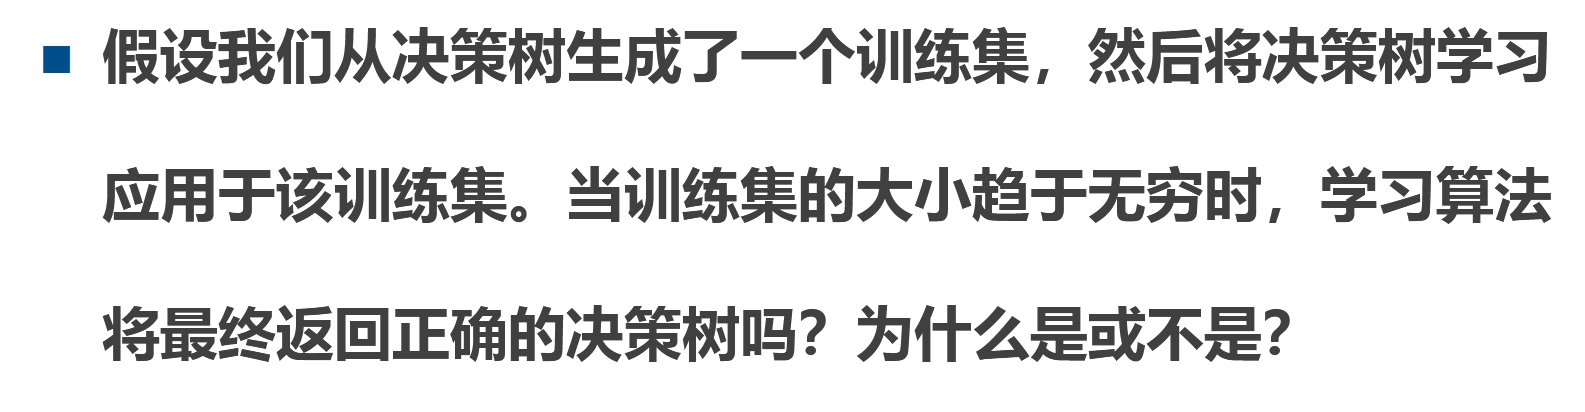 假设我们从决策树生成了一个训练集，然后将决策树学习
应用于该训练集。当训练集的大小趋于无穷时，学习算法
将最终返回正确的决策树吗？为什么是或不是？